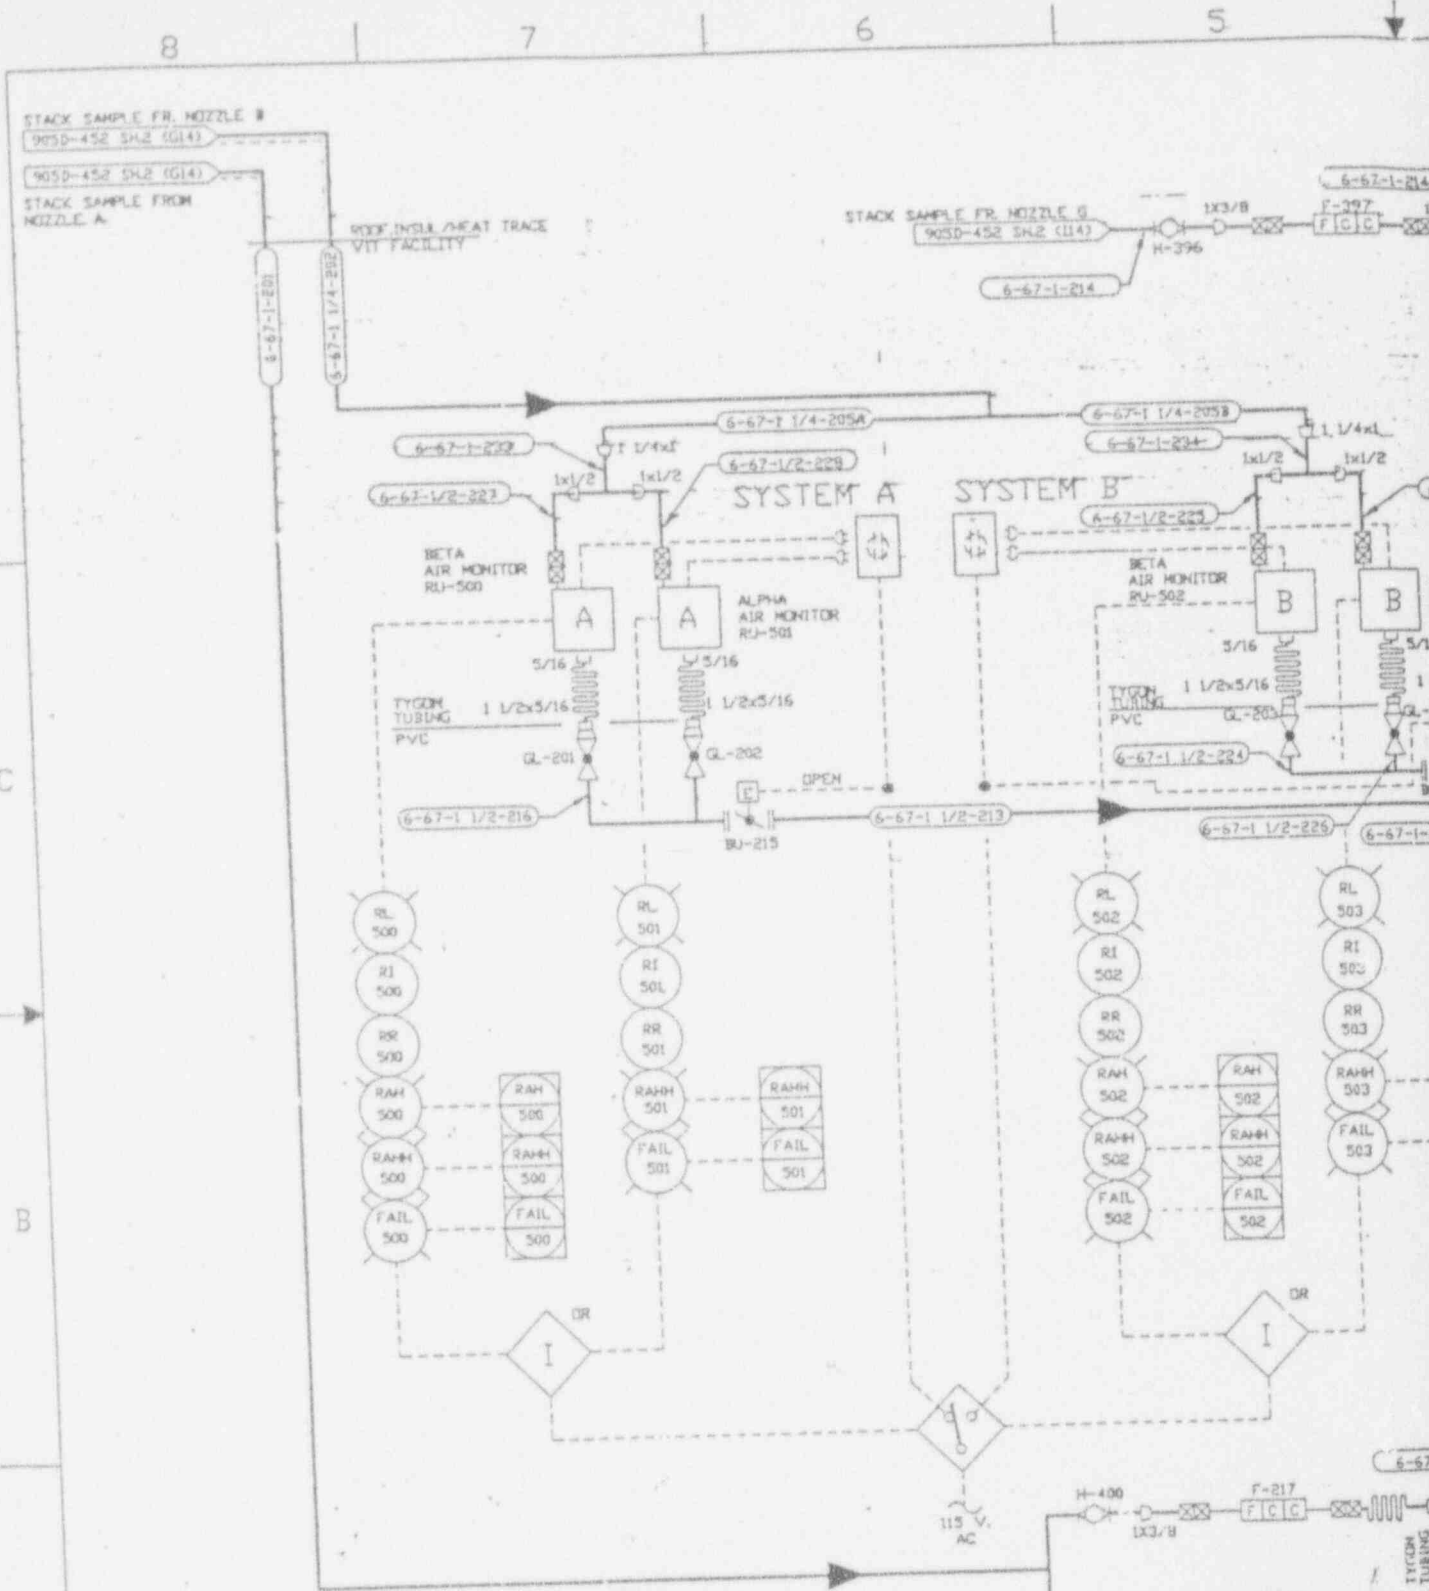 8
7
6
5
STACK SAMPLE FR. NOZZLE B
905D-452 SH.2 (G14)
905D-452 SH.2 (G14)
STACK SAMPLE FROM
NOZZLE A
ROOF, INSUL/HEAT TRACE
VIT FACILITY
6-67-1-201
6-67-1 1/4-202
STACK SAMPLE FR. NOZZLE G
905D-452 SH.2 (I14)
6-67-1-214
H-396
1X3/8
F-397
F C C
6-67-1-214
6-67-1 1/4-205A
6-67-1 1/4-205B
6-67-1-233
1 1/4x1
6-67-1-234
1 1/4x1
1x1/2
1x1/2
6-67-1/2-228
6-67-1/2-227
SYSTEM A
SYSTEM B
1x1/2
1x1/2
6-67-1/2-225
BETA
AIR MONITOR
RU-500
A
A
ALPHA
AIR MONITOR
RU-501
BETA
AIR MONITOR
RU-502
B
B
5/16
5/16
5/16
TYGON
TUBING
PVC
1 1/2x5/16
1 1/2x5/16
GL-201
GL-202
TYGON
TUBING
PVC
1 1/2x5/16
GL-203
6-67-1 1/2-224
OPEN
E
6-67-1 1/2-216
BU-215
6-67-1 1/2-213
6-67-1 1/2-226
C
RL
500
RI
500
RR
500
RAH
500
RAHH
500
FAIL
500
RAH
500
RAHH
500
FAIL
500
RL
501
RI
501
RR
501
RAHH
501
FAIL
501
RAHH
501
FAIL
501
RL
502
RI
502
RR
502
RAH
502
RAHH
502
FAIL
502
RAH
502
RAHH
502
FAIL
502
RL
503
RI
503
RR
503
RAHH
503
FAIL
503
B
OR
I
OR
I
115 V.
AC
H-400
1X3/8
F-217
F C C
TYGON
TUBING